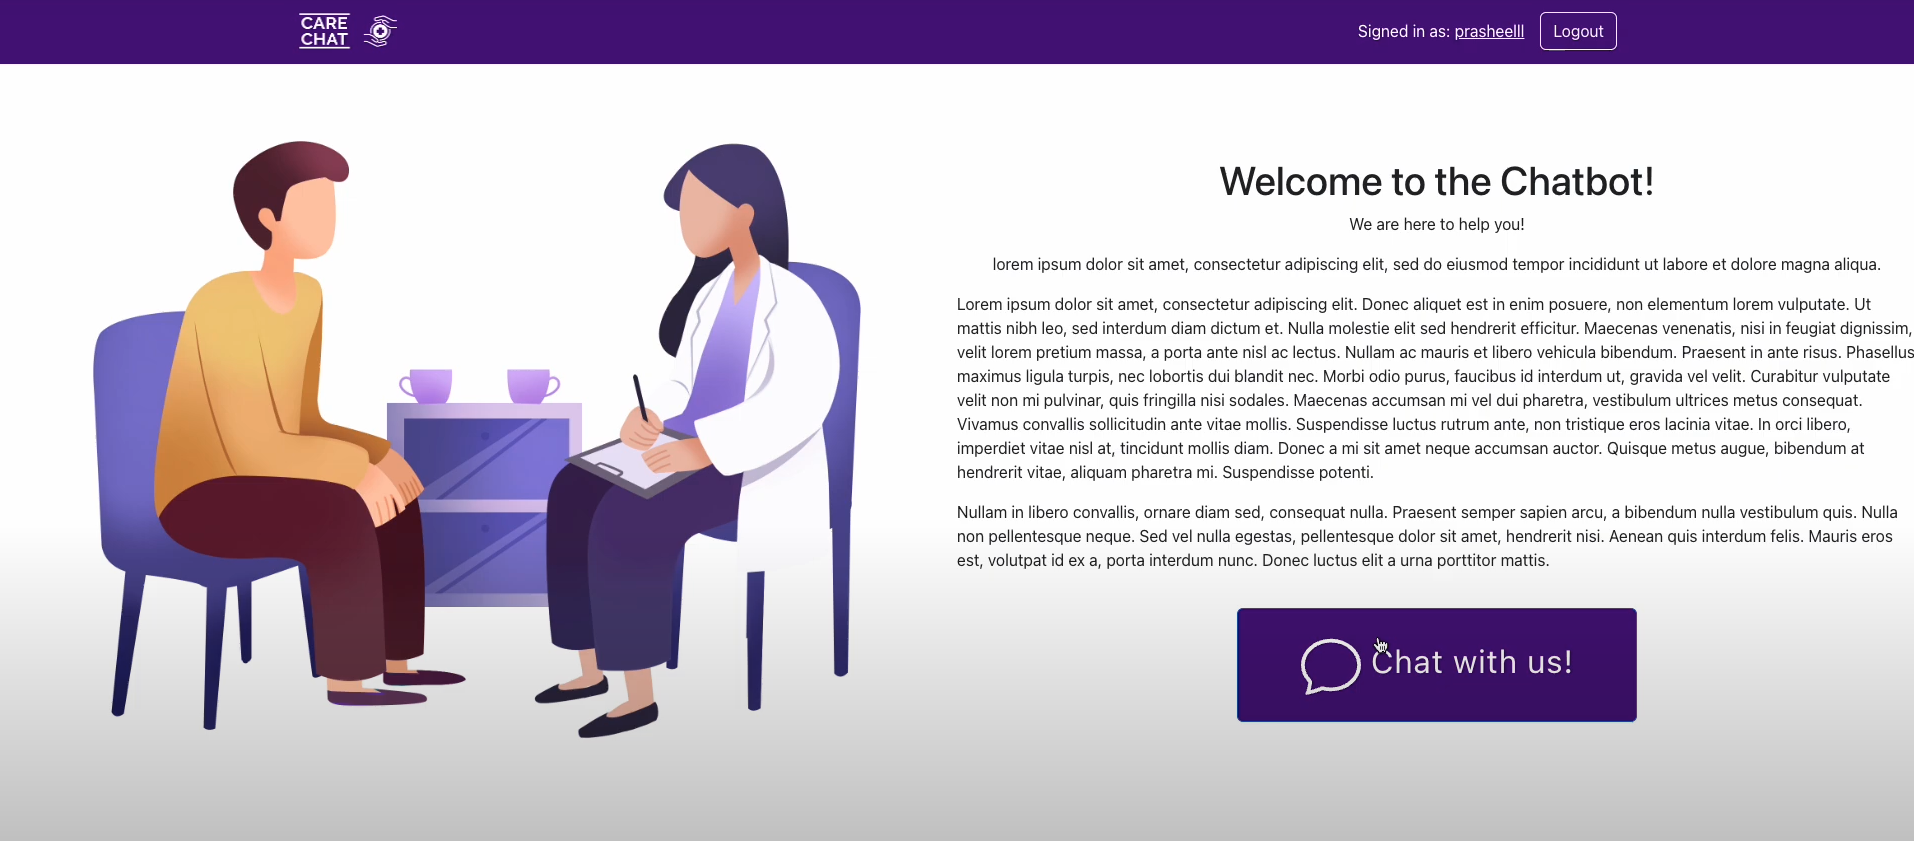 CARE
CHAT
Signed in as: prasheelll
Logout
Welcome to the Chatbot!
We are here to help you!
lorem ipsum dolor sit amet, consectetur adipiscing elit, sed do eiusmod tempor incididunt ut labore et dolore magna aliqua.
Lorem ipsum dolor sit amet, consectetur adipiscing elit. Donec aliquet est in enim posuere, non elementum lorem vulputate. Ut
mattis nibh leo, sed interdum diam dictum et. Nulla molestie elit sed hendrerit efficitur. Maecenas venenatis, nisi in feugiat dignissim,
velit lorem pretium massa, a porta ante nisl ac lectus. Nullam ac mauris et libero vehicula bibendum. Praesent in ante risus. Phasellus
maximus ligula turpis, nec lobortis dui blandit nec. Morbi odio purus, faucibus id interdum ut, gravida vel velit. Curabitur vulputate
velit non mi pulvinar, quis fringilla nisi sodales. Maecenas accumsan mi vel dui pharetra, vestibulum ultrices metus consequat.
Vivamus convallis sollicitudin ante vitae mollis. Suspendisse luctus rutrum ante, non tristique eros lacinia vitae. In orci libero,
imperdiet vitae nisl at, tincidunt mollis diam. Donec a mi sit amet neque accumsan auctor. Quisque metus augue, bibendum at
hendrerit vitae, aliquam pharetra mi. Suspendisse potenti.
Nullam in libero convallis, ornare diam sed, consequat nulla. Praesent semper sapien arcu, a bibendum nulla vestibulum quis. Nulla
non pellentesque neque. Sed vel nulla egestas, pellentesque dolor sit amet, hendrerit nisi. Aenean quis interdum felis. Mauris eros
est, volutpat id ex a, porta interdum nunc. Donec luctus elit a urna porttitor mattis.
Chat with us!